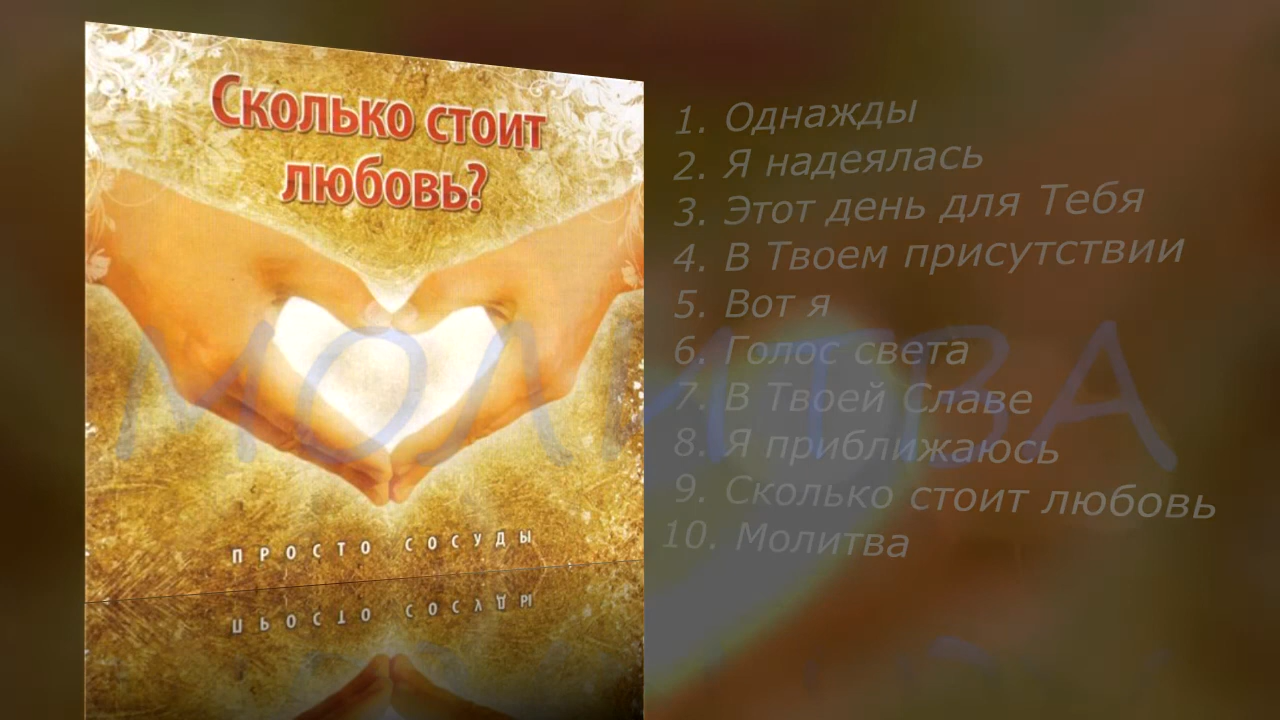 Сколько стоит
любовь?
ПРОСТО СОСУДЫ
1. Однажды
2. Я надеялась
3. Этот день для Тебя
4. В Твоем присутствии
5. Вот я
6. Голос света
7. В Твоей Славе
8. Я приближаюсь
9. Сколько стоит любовь
10. Молитва
МОЛИТВА